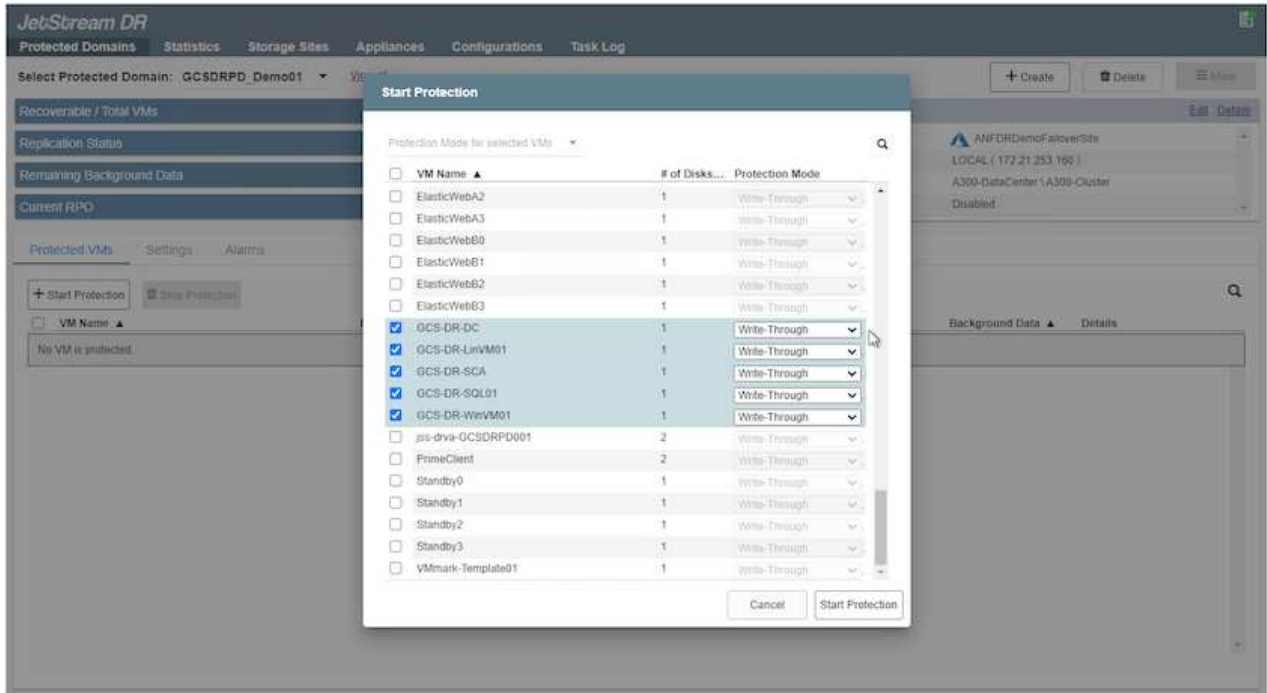 JetStream DR
Protected Domains Statistics Storage Sites Appliances Configurations Task Log
Select Protected Domain: GCSDRPD_Demo01
+ Create Delete
Recoverable / Total VMs
Edit Details
Replication Status
Remaining Background Data
Current RPO
ANFDRDemoFailoverSite
LOCAL ( 172.21.253.160 )
A300-DataCenter \ A300-Cluster
Disabled
Protected VMs Settings Alarms
+ Start Protection Stop Protection
VM Name ▲
Background Data ▲ Details
No VM is protected
Start Protection
Protection Mode for selected VMs
VM Name ▲ # of Disks... Protection Mode
ElasticWebA2 1 Write-Through
ElasticWebA3 1 Write-Through
ElasticWebB0 1 Write-Through
ElasticWebB1 1 Write-Through
ElasticWebB2 1 Write-Through
ElasticWebB3 1 Write-Through
GCS-DR-DC 1 Write-Through
GCS-DR-LinVM01 1 Write-Through
GCS-DR-SCA 1 Write-Through
GCS-DR-SQL01 1 Write-Through
GCS-DR-WinVM01 1 Write-Through
jss-drva-GCSDRPD001 2 Write-Through
PrimeClient 2 Write-Through
Standby0 1 Write-Through
Standby1 1 Write-Through
Standby2 1 Write-Through
Standby3 1 Write-Through
VMmark-Template01 1 Write-Through
Cancel Start Protection